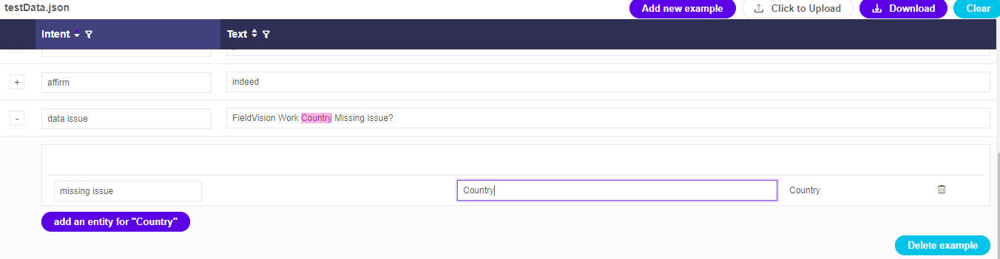 testData.json
Add new example
Click to Upload
Download
Clear
Intent
Text
+
affirm
indeed
-
data issue
FieldVision Work Country Missing Issue?
missing issue
Country
Country
add an entity for "Country"
Delete example